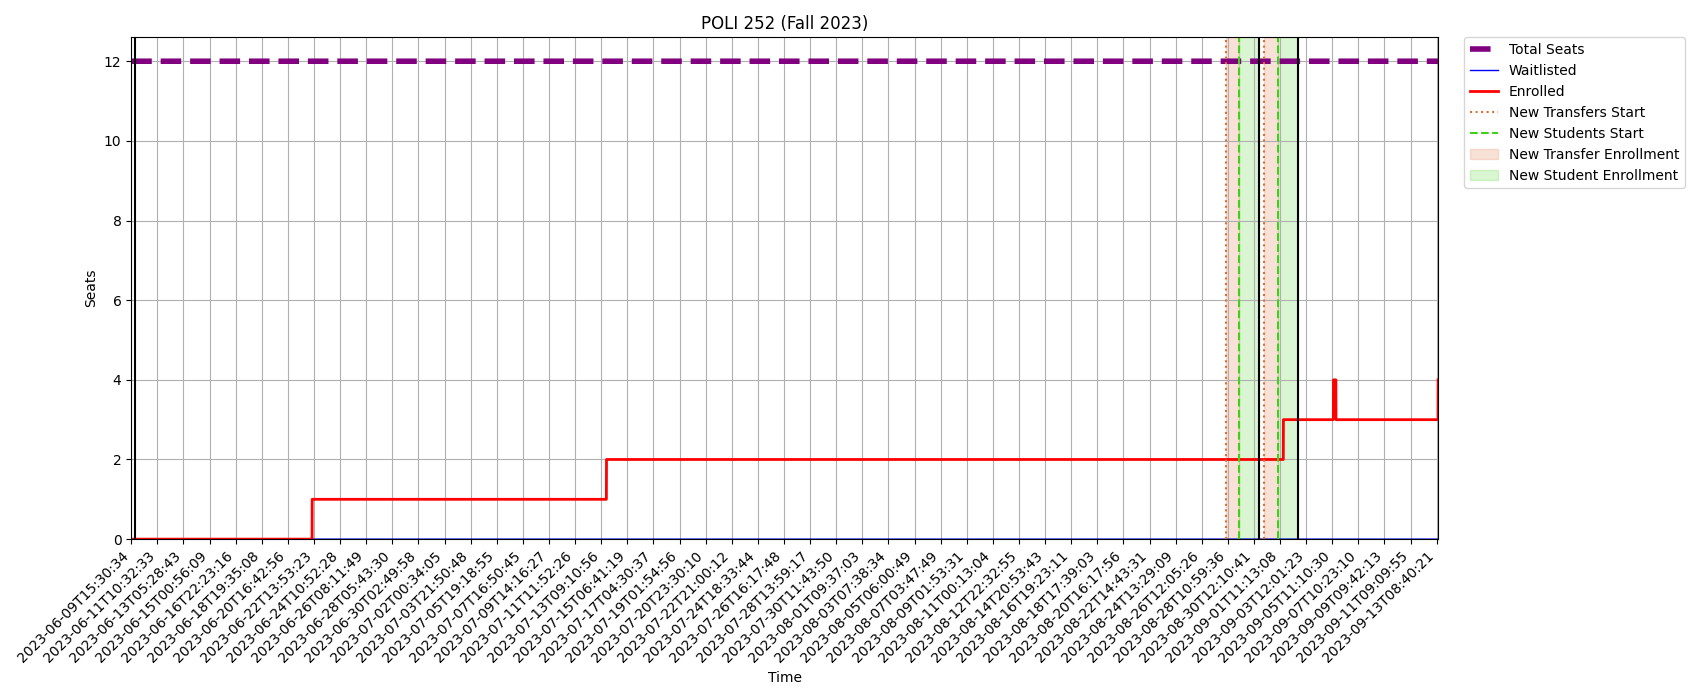 POLI 252 (Fall 2023)
Total Seats
Waitlisted
Enrolled
New Transfers Start
New Students Start
New Transfer Enrollment
New Student Enrollment
Seats
12
10
8
6
4
2
0
2023-06-09T15:30:34
2023-06-11T10:32:33
2023-06-13T05:28:43
2023-06-15T00:56:09
2023-06-16T22:23:16
2023-06-18T19:35:08
2023-06-20T16:42:56
2023-06-22T13:53:23
2023-06-24T10:52:28
2023-06-26T08:11:49
2023-06-28T05:43:30
2023-06-30T02:49:58
2023-07-02T00:34:05
2023-07-03T21:50:48
2023-07-05T19:18:55
2023-07-07T16:50:45
2023-07-09T14:16:27
2023-07-11T11:52:26
2023-07-13T09:10:56
2023-07-15T06:41:19
2023-07-17T04:30:37
2023-07-19T01:54:56
2023-07-20T23:30:10
2023-07-22T21:00:12
2023-07-24T18:33:44
2023-07-26T16:17:48
2023-07-28T13:59:17
2023-07-30T11:43:50
2023-08-01T09:37:03
2023-08-03T07:38:34
2023-08-05T06:00:49
2023-08-07T03:47:49
2023-08-09T01:53:31
2023-08-11T00:13:04
2023-08-12T22:32:55
2023-08-14T20:53:43
2023-08-16T19:23:11
2023-08-18T17:39:03
2023-08-20T16:17:56
2023-08-22T14:43:31
2023-08-24T13:29:09
2023-08-26T12:05:26
2023-08-28T10:59:36
2023-08-30T12:10:41
2023-09-01T11:13:08
2023-09-03T12:01:23
2023-09-05T11:10:30
2023-09-07T10:23:10
2023-09-09T09:42:13
2023-09-11T09:09:55
2023-09-13T08:40:21
Time